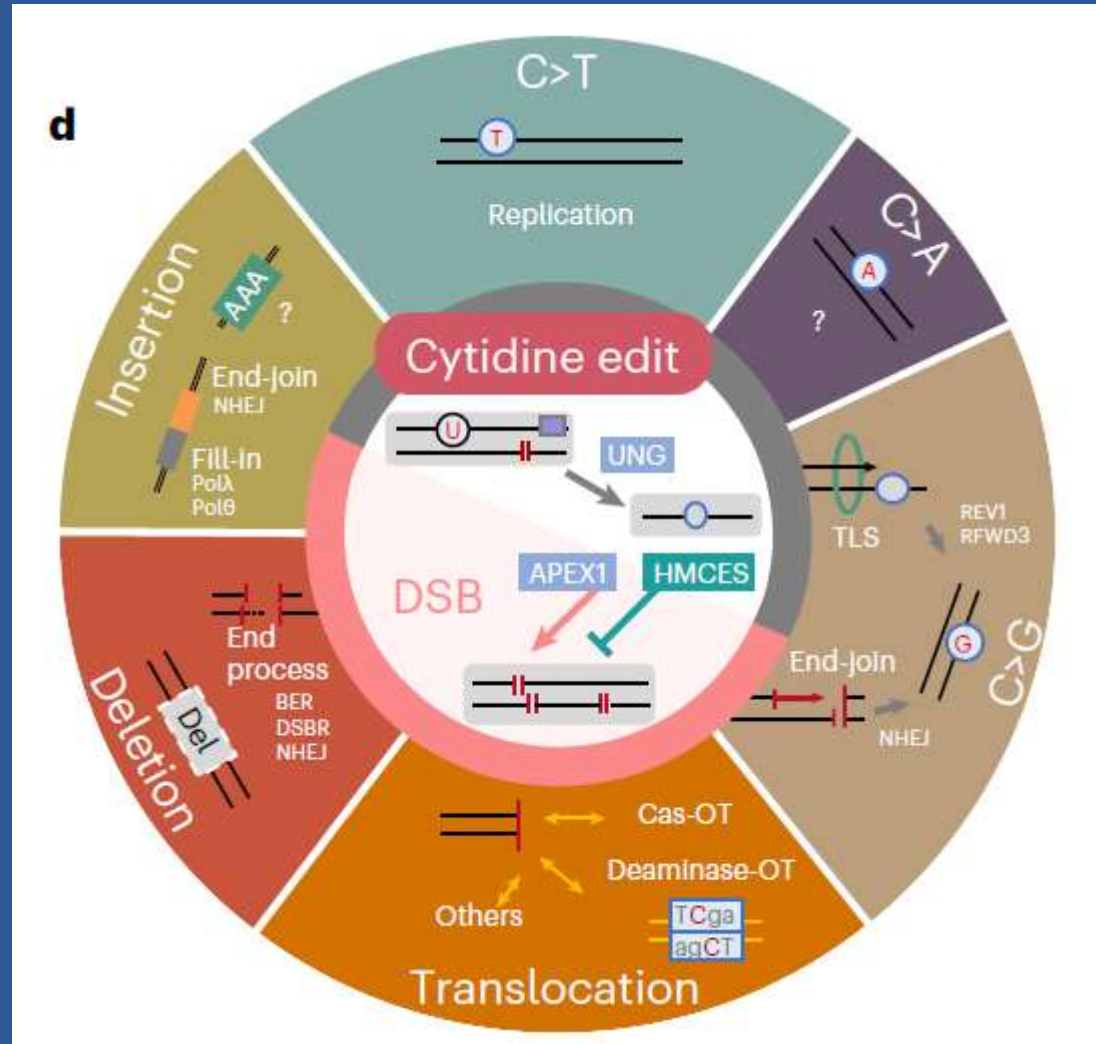 d
C>T
T
Replication
C>A
A
?
Insertion
AAA
?
End-join
NHEJ
Fill-in
Polλ
Polθ
Cytidine edit
U
UNG
APEX1
HMCES
DSB
TLS
REV1
RFWD3
G
C>G
End-join
NHEJ
Deletion
End
process
BER
DSBR
NHEJ
Del
Cas-OT
Deaminase-OT
Others
TCga
agCT
Translocation